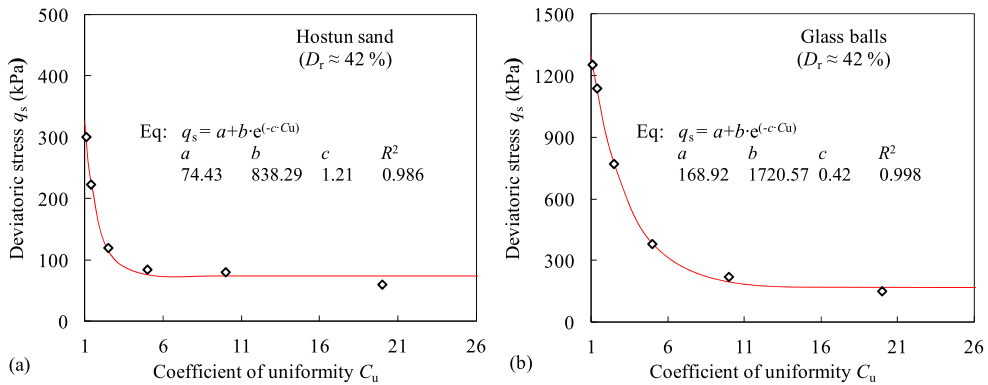 500
400
300
200
100
0
Deviatoric stress qs (kPa)
Hostun sand
(Dr ≈ 42 %)
Eq: qs = a+b·e(-c·Cu)
a b c R2
74.43 838.29 1.21 0.986
1 6 11 16 21 26
(a) Coefficient of uniformity Cu
1500
1200
900
600
300
0
Deviatoric stress qs (kPa)
Glass balls
(Dr ≈ 42 %)
Eq: qs = a+b·e(-c·Cu)
a b c R2
168.92 1720.57 0.42 0.998
1 6 11 16 21 26
(b) Coefficient of uniformity Cu